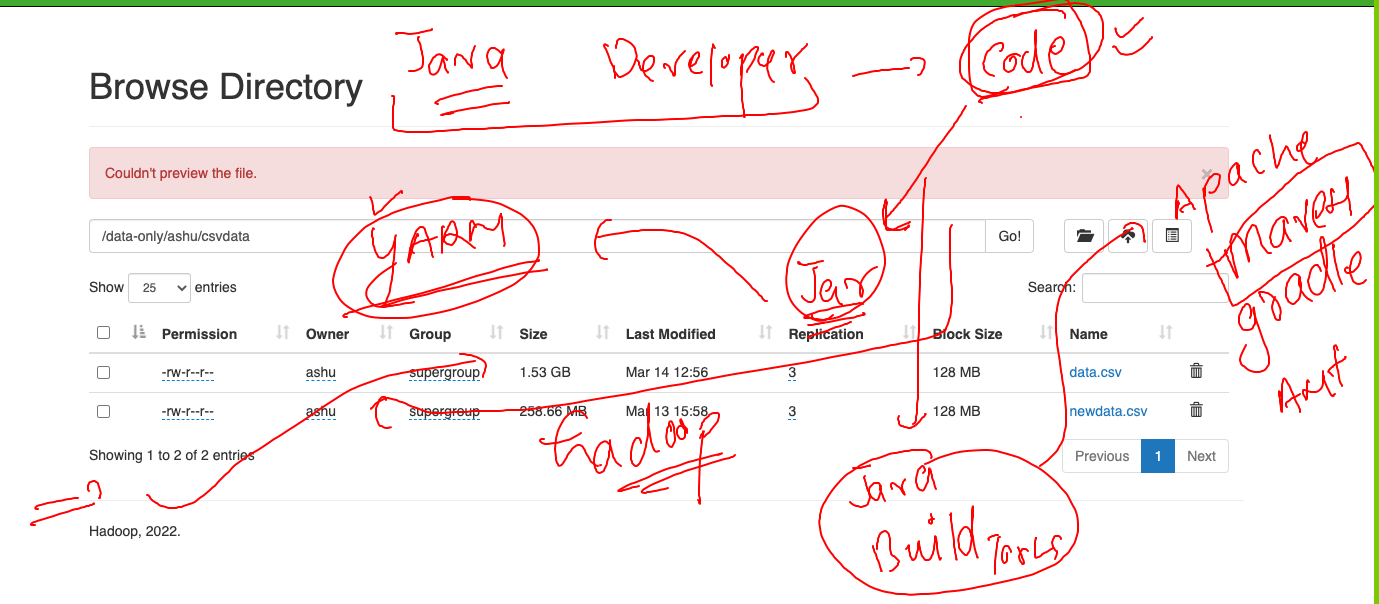 Java Developer → Code
Browse Directory
Couldn't preview the file.
×
Apache
maven
gradle
Ant
YARN
/data-only/ashu/csvdata
Go!
Jar
Show 25 entries
Search:
Permission Owner Group Size Last Modified Replication Block Size Name
-rw-r--r-- ashu supergroup 1.53 GB Mar 14 12:56 3 128 MB data.csv
-rw-r--r-- ashu supergroup 258.66 MB Mar 13 15:58 3 128 MB newdata.csv
Hadoop
Showing 1 to 2 of 2 entries
Previous 1 Next
Java
Build Tools
Hadoop, 2022.